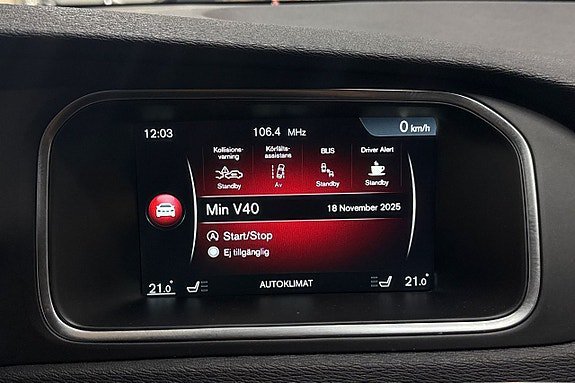 12:03
106.4 MHz
0 km/h
Kollisions-
varning
Standby
Körfälts-
assistans
Av
BLIS
Standby
Driver Alert
Standby
Min V40
18 November 2025
A Start/Stop
Ej tillgänglig
21.0°
AUTOKLIMAT
21.0°